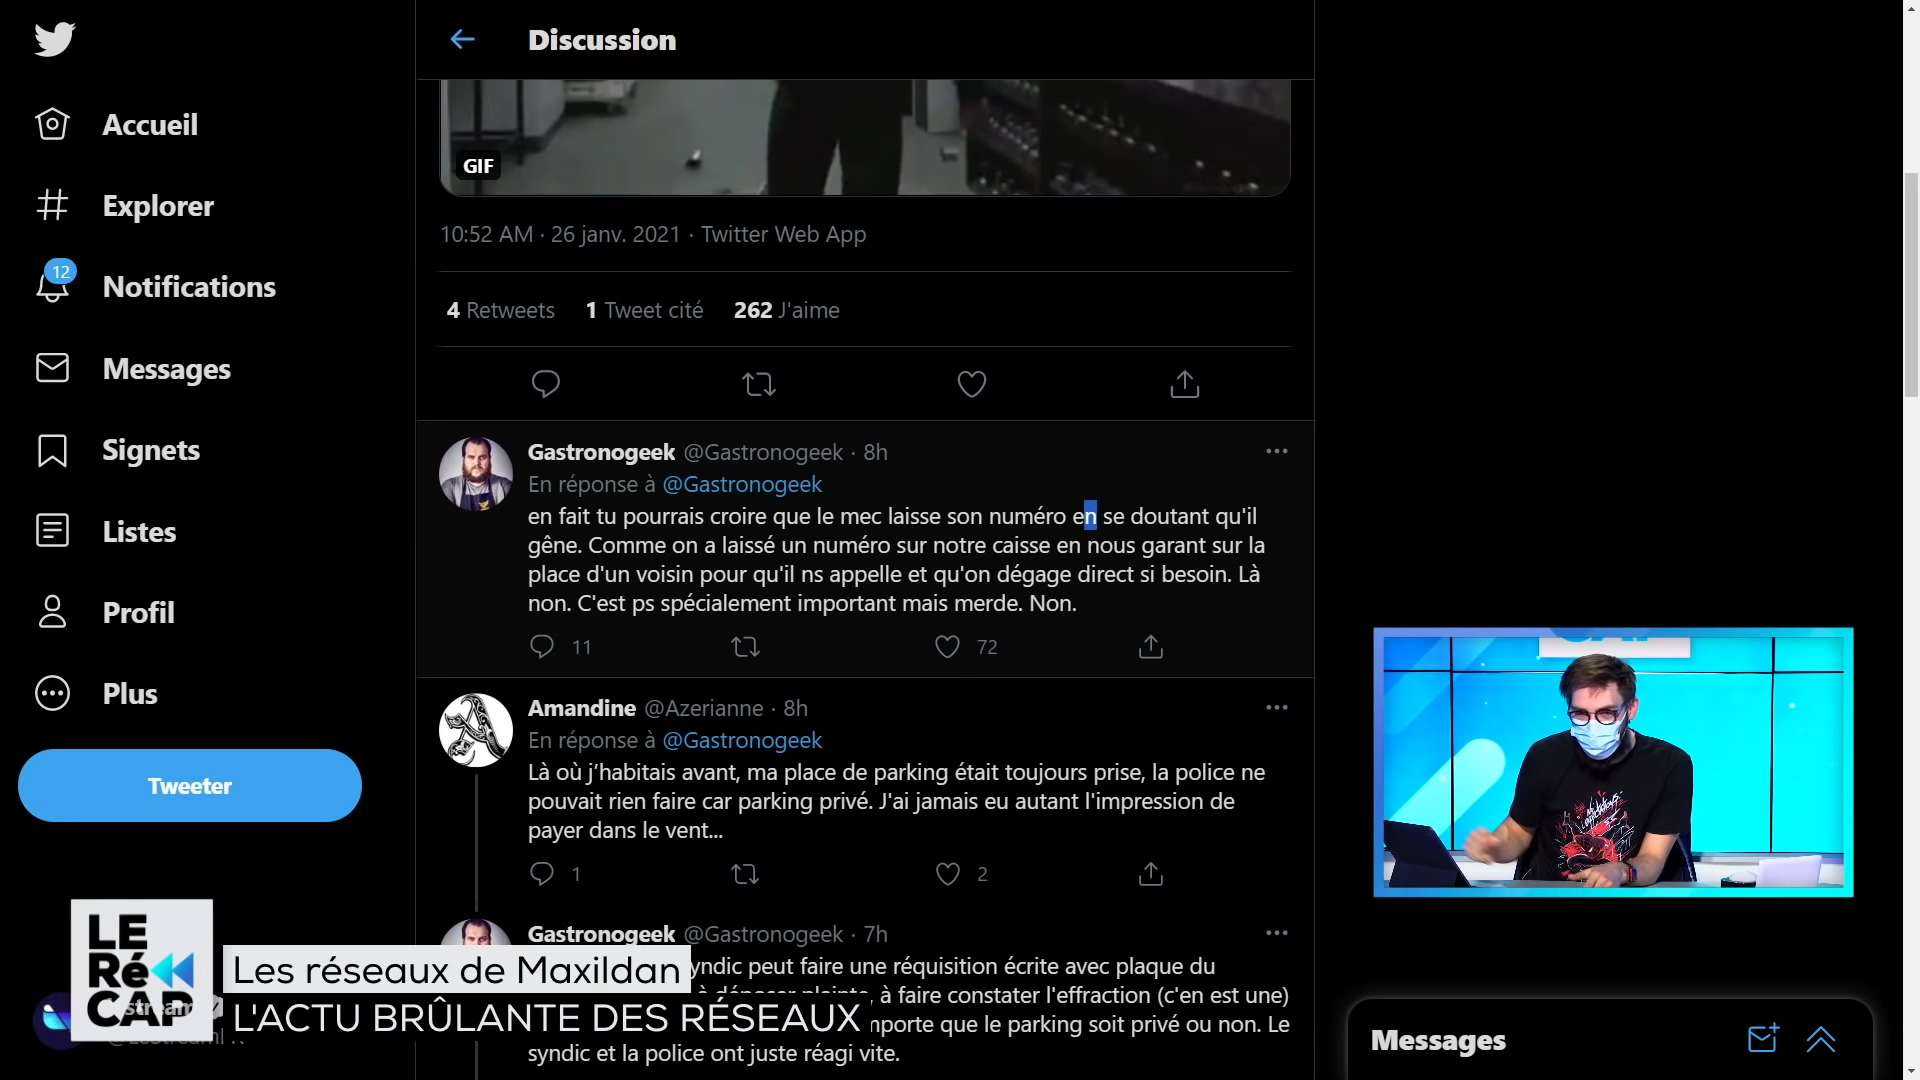 Discussion
Accueil
Explorer
12
Notifications
Messages
Signets
Listes
Profil
Plus
Tweeter
GIF
10:52 AM · 26 janv. 2021 · Twitter Web App
4 Retweets 1 Tweet cité 262 J'aime
Gastronogeek @Gastronogeek · 8h
En réponse à @Gastronogeek
en fait tu pourrais croire que le mec laisse son numéro en se doutant qu'il
gêne. Comme on a laissé un numéro sur notre caisse en nous garant sur la
place d'un voisin pour qu'il ns appelle et qu'on dégage direct si besoin. Là
non. C'est ps spécialement important mais merde. Non.
11 72
Amandine @Azerianne · 8h
En réponse à @Gastronogeek
Là où j’habitais avant, ma place de parking était toujours prise, la police ne
pouvait rien faire car parking privé. J'ai jamais eu autant l'impression de
payer dans le vent...
1 2
Gastronogeek @Gastronogeek · 7h
syndic peut faire une réquisition écrite avec plaque du
à déposer plainte, à faire constater l'effraction (c'en est une)
mporte que le parking soit privé ou non. Le
syndic et la police ont juste réagi vite.
LE
Ré
CAP
Les réseaux de Maxildan
L'ACTU BRÛLANTE DES RÉSEAUX
Messages